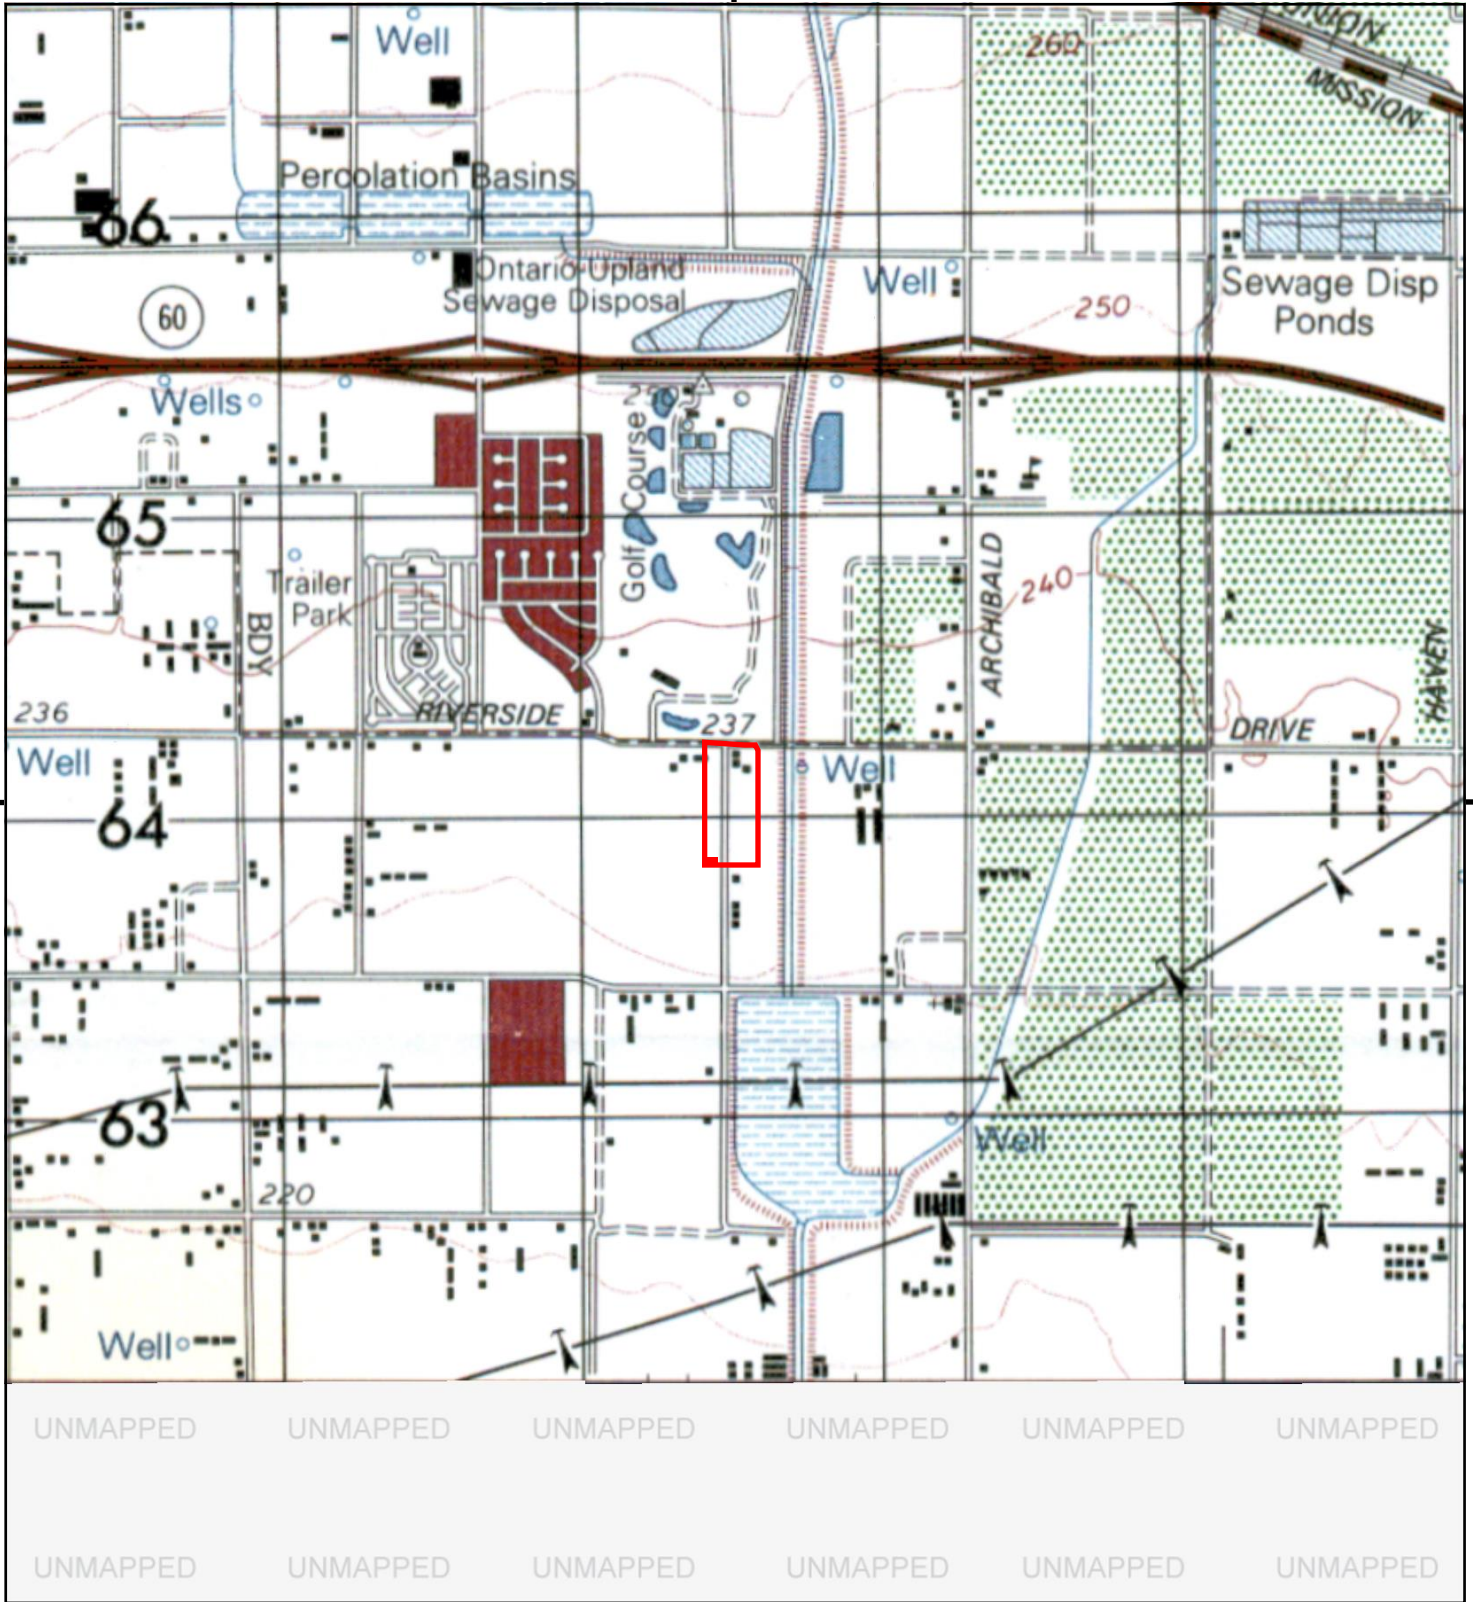 UNION
260
Well
MISSION
Percolation Basins
66
Ontario Upland
Sewage Disposal
Well
250
Sewage Disp
Ponds
60
Wells
Golf Course
65
ARCHIBALD
240
Trailer
Park
BDY
HAVEN
236
RIVERSIDE
237
DRIVE
Well
Well
64
63
Well
220
Well
UNMAPPED UNMAPPED UNMAPPED UNMAPPED UNMAPPED UNMAPPED
UNMAPPED UNMAPPED UNMAPPED UNMAPPED UNMAPPED UNMAPPED